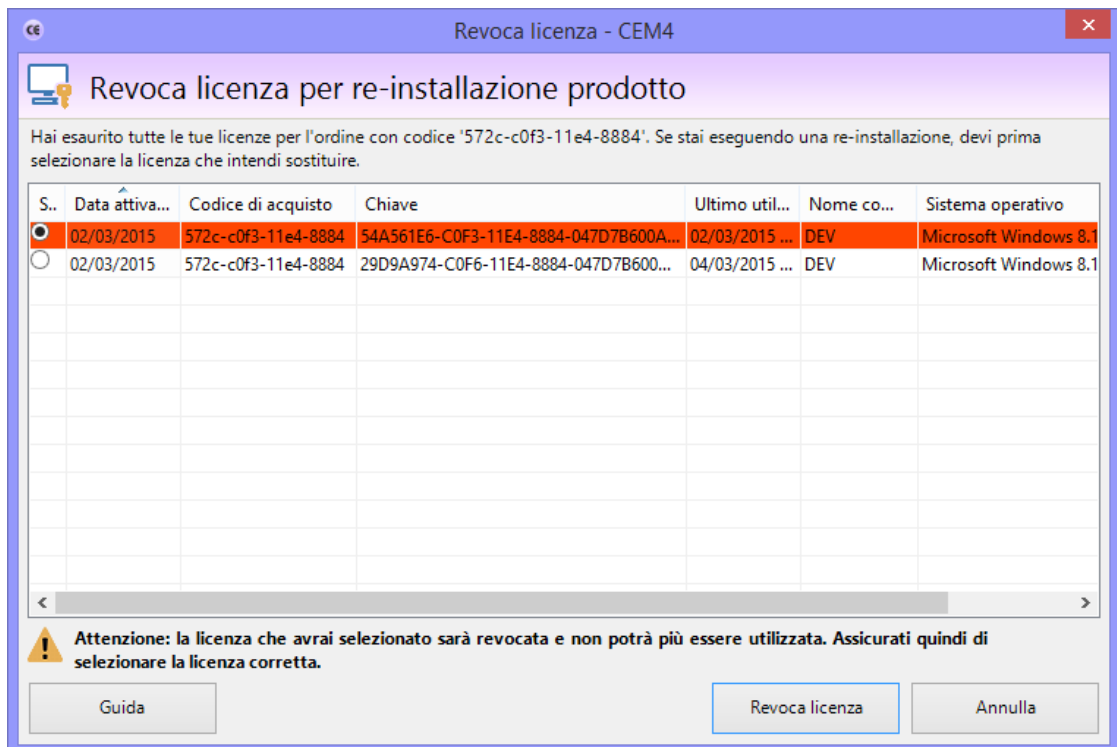 CE
Revoca licenza - CEM4
Revoca licenza per re-installazione prodotto
Hai esaurito tutte le tue licenze per l'ordine con codice '572c-c0f3-11e4-8884'. Se stai eseguendo una re-installazione, devi prima
selezionare la licenza che intendi sostituire.
S.. Data attiva... Codice di acquisto Chiave Ultimo util... Nome co... Sistema operativo
02/03/2015 572c-c0f3-11e4-8884 54A561E6-C0F3-11E4-8884-047D7B600A... 02/03/2015 ... DEV Microsoft Windows 8.1
02/03/2015 572c-c0f3-11e4-8884 29D9A974-C0F6-11E4-8884-047D7B600... 04/03/2015 ... DEV Microsoft Windows 8.1
Attenzione: la licenza che avrai selezionato sarà revocata e non potrà più essere utilizzata. Assicurati quindi di
selezionare la licenza corretta.
Guida Revoca licenza Annulla